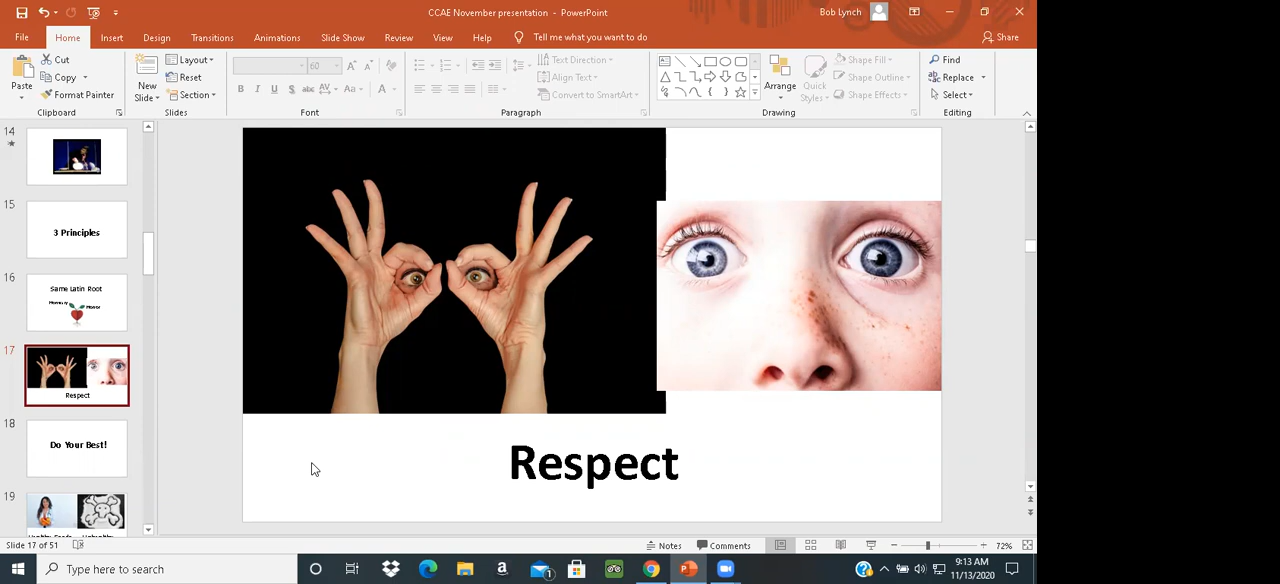 CCAE November presentation - PowerPoint
Bob Lynch
File Home Insert Design Transitions Animations Slide Show Review View Help Tell me what you want to do Share
Paste
Cut
Copy
Format Painter
Clipboard
New
Slide
Layout
Reset
Section
Slides
60
B I U S abc AV Aa A
Font
Text Direction
Align Text
Convert to SmartArt
Paragraph
Arrange
Quick
Styles
Shape Fill
Shape Outline
Shape Effects
Drawing
Find
Replace
Select
Editing
14
15
3 Principles
16
Same Latin Root
17
Respect
18
Do Your Best!
19
Respect
Slide 17 of 51
Notes
Comments
72%
Type here to search
9:13 AM
11/13/2020